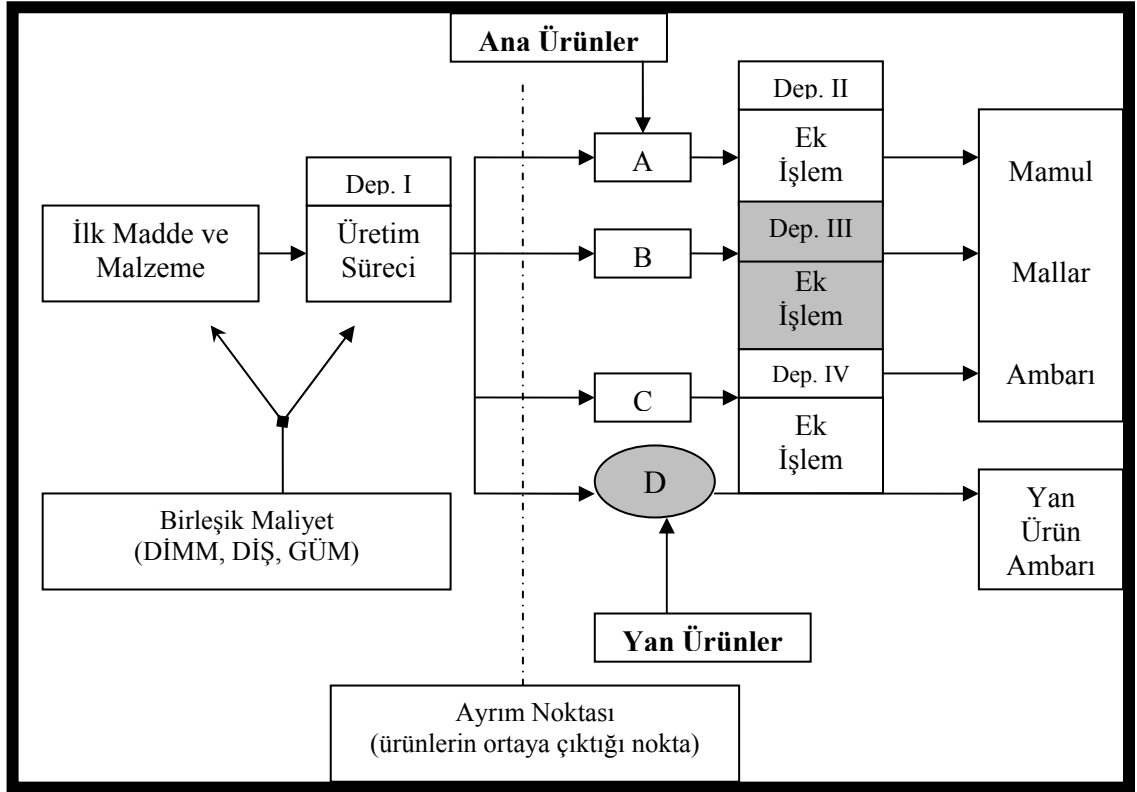 Ana Ürünler
Dep. II
Ek
İşlem
A
Dep. I
Üretim
Süreci
İlk Madde ve
Malzeme
B
Dep. III
Ek
İşlem
C
Dep. IV
Ek
İşlem
Mamul
Mallar
Ambarı
D
Birleşik Maliyet
(DİMM, DİŞ, GÜM)
Yan
Ürün
Ambarı
Yan Ürünler
Ayrım Noktası
(ürünlerin ortaya çıktığı nokta)